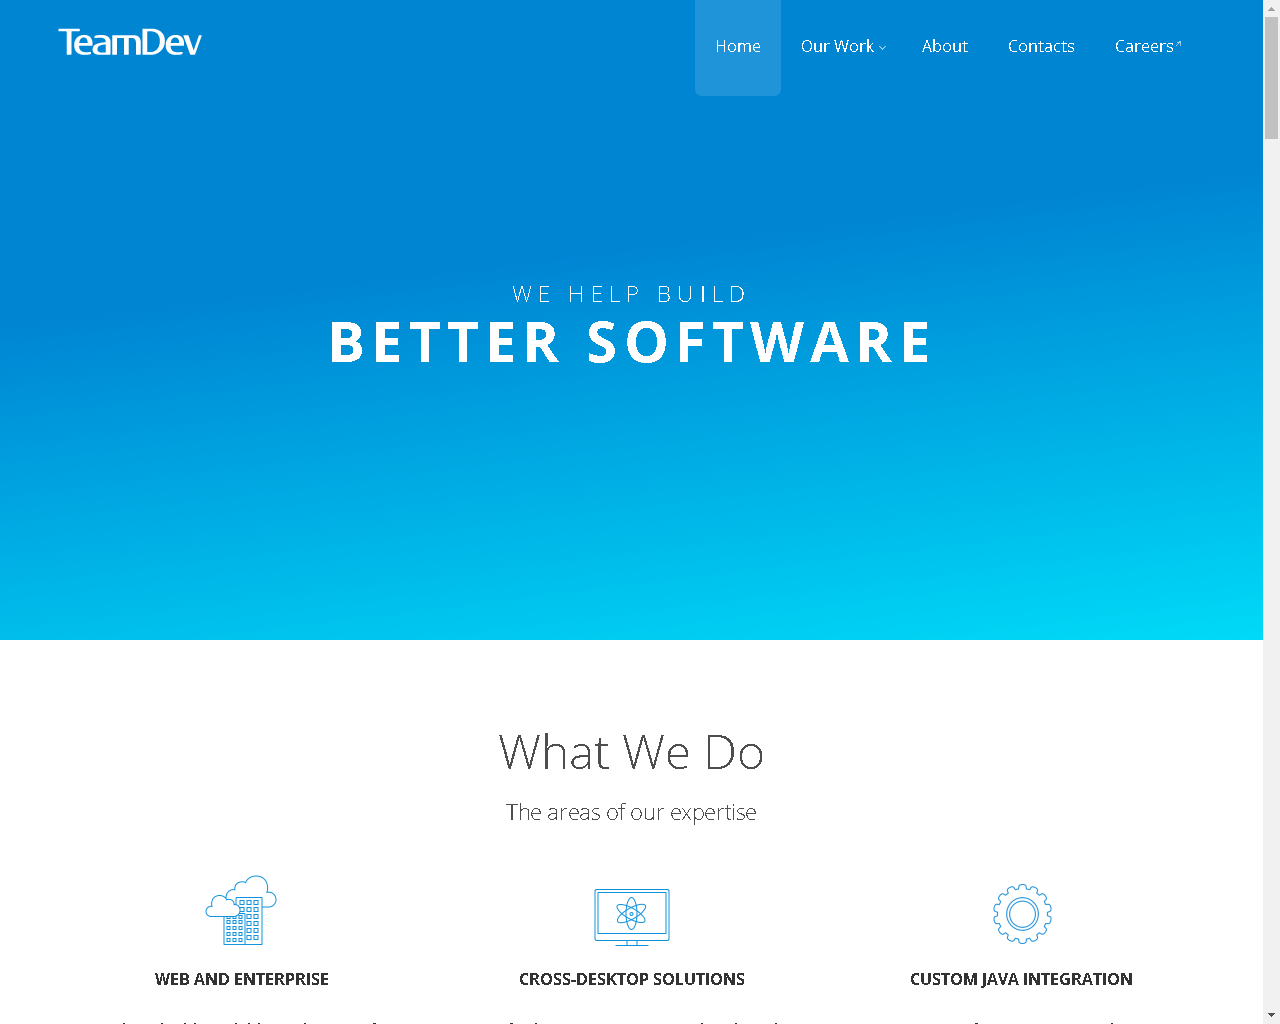 TeamDev
Home Our Work About Contacts Careers
WE HELP BUILD
BETTER SOFTWARE
What We Do
The areas of our expertise
WEB AND ENTERPRISE CROSS-DESKTOP SOLUTIONS CUSTOM JAVA INTEGRATION